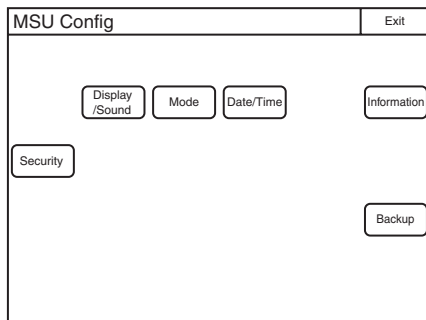 MSU Config
Exit
Display
/Sound
Mode
Date/Time
Information
Security
Backup